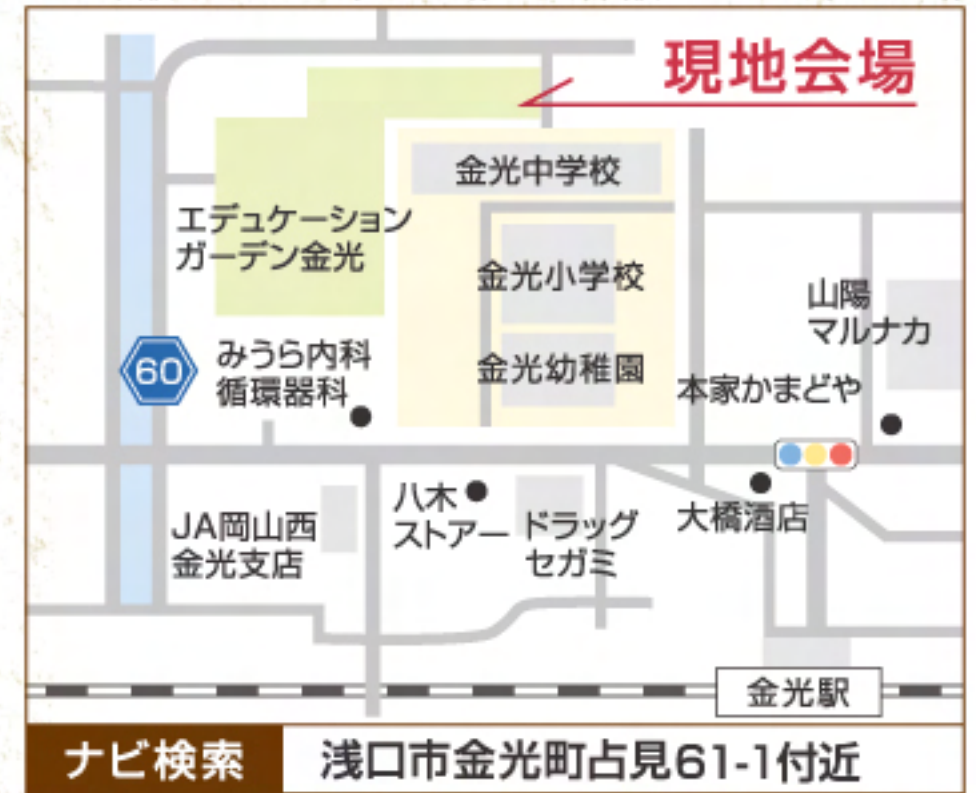 現地会場
金光中学校
エデュケーション
ガーデン金光
金光小学校
山陽
マルナカ
60
みうら内科
循環器科
金光幼稚園
本家かまどや
JA岡山西
金光支店
八木
ストアー
ドラッグ
セガミ
大橋酒店
金光駅
ナビ検索
浅口市金光町占見61-1付近